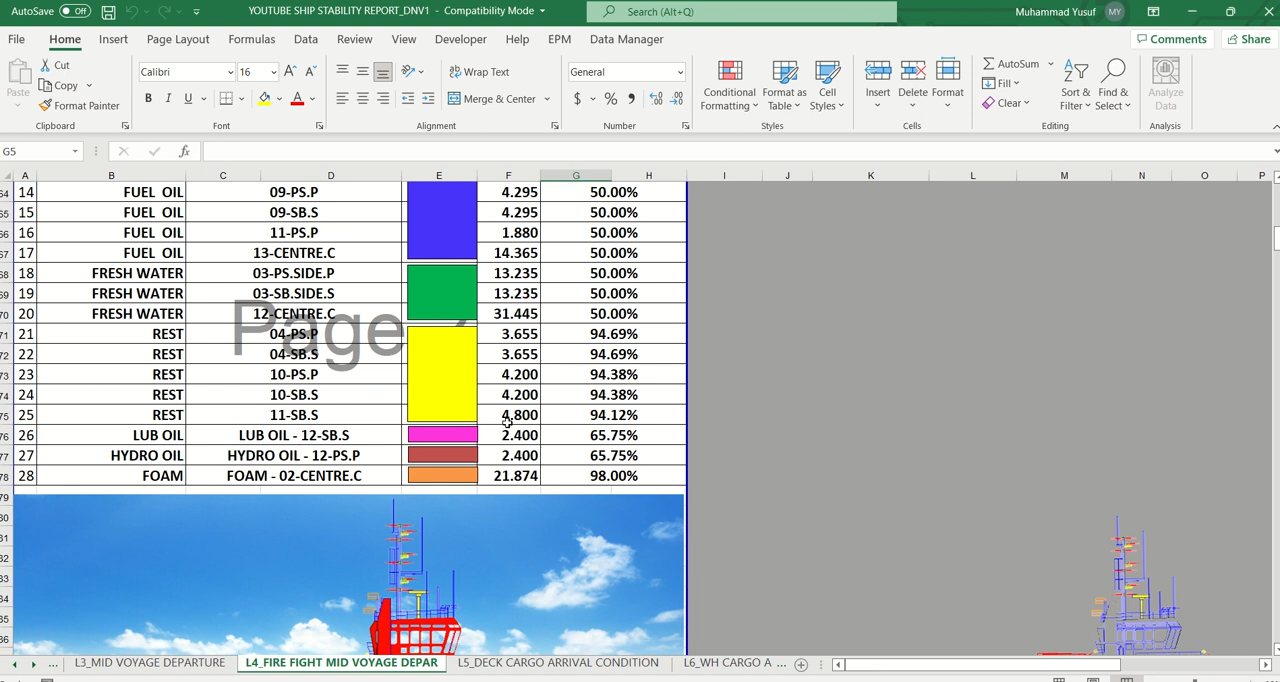 AutoSave Off YOUTUBE SHIP STABILITY REPORT_DNV1 - Compatibility Mode Search (Alt+Q) Muhammad Yusuf MY
File Home Insert Page Layout Formulas Data Review View Developer Help EPM Data Manager Comments Share
Paste Cut Copy Format Painter
Calibri 16 A A
B I U A
Wrap Text
Merge & Center
General
$ % ,
Conditional Formatting Format as Table Cell Styles
Insert Delete Format
AutoSum Fill Clear
Sort & Filter Find & Select
Analyze Data
Clipboard Font Alignment Number Styles Cells Editing Analysis
G5 fx
A B C D E F G H I J K L M N O P
14 FUEL OIL 09-PS.P 4.295 50.00%
15 FUEL OIL 09-SB.S 4.295 50.00%
16 FUEL OIL 11-PS.P 1.880 50.00%
17 FUEL OIL 13-CENTRE.C 14.365 50.00%
18 FRESH WATER 03-PS.SIDE.P 13.235 50.00%
19 FRESH WATER 03-SB.SIDE.S 13.235 50.00%
20 FRESH WATER 12-CENTRE.C 31.445 50.00%
21 REST 04-PS.P 3.655 94.69%
22 REST 04-SB.S 3.655 94.69%
23 REST 10-PS.P 4.200 94.38%
24 REST 10-SB.S 4.200 94.38%
25 REST 11-SB.S 4.800 94.12%
26 LUB OIL LUB OIL - 12-SB.S 2.400 65.75%
27 HYDRO OIL HYDRO OIL - 12-PS.P 2.400 65.75%
28 FOAM FOAM - 02-CENTRE.C 21.874 98.00%
Page
... L3_MID VOYAGE DEPARTURE L4_FIRE FIGHT MID VOYAGE DEPAR L5_DECK CARGO ARRIVAL CONDITION L6_WH CARGO A ...